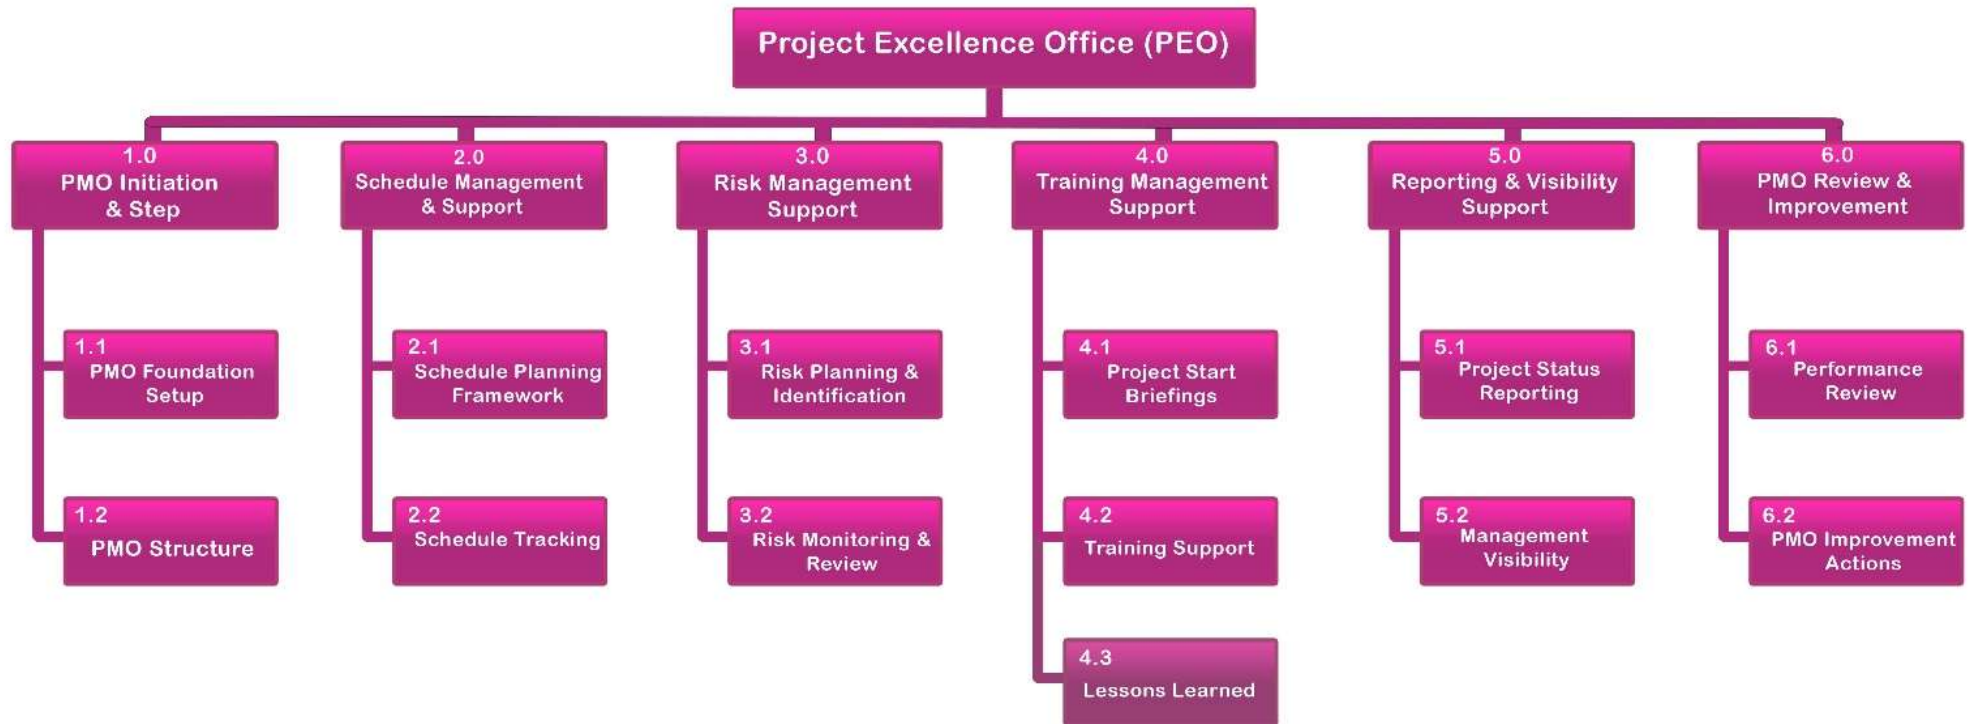 Project Excellence Office (PEO)
1.0
PMO Initiation
& Step
2.0
Schedule Management
& Support
3.0
Risk Management
Support
4.0
Training Management
Support
5.0
Reporting & Visibility
Support
6.0
PMO Review &
Improvement
1.1
PMO Foundation
Setup
2.1
Schedule Planning
Framework
3.1
Risk Planning &
Identification
4.1
Project Start
Briefings
5.1
Project Status
Reporting
6.1
Performance
Review
1.2
PMO Structure
2.2
Schedule Tracking
3.2
Risk Monitoring &
Review
4.2
Training Support
5.2
Management
Visibility
6.2
PMO Improvement
Actions
4.3
Lessons Learned